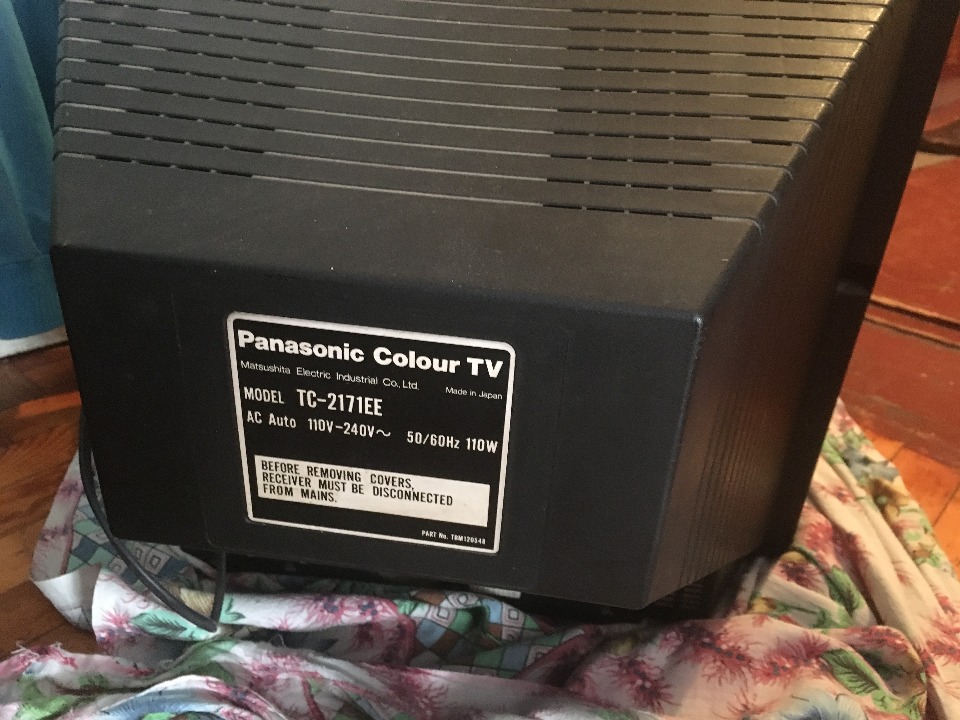 Panasonic Colour TV
Matsushita Electric Industrial Co., Ltd. Made in Japan
MODEL TC-2171EE
AC Auto 110V-240V~ 50/60Hz 110W
BEFORE REMOVING COVERS,
RECEIVER MUST BE DISCONNECTED
FROM MAINS.
PART No. TBM120548